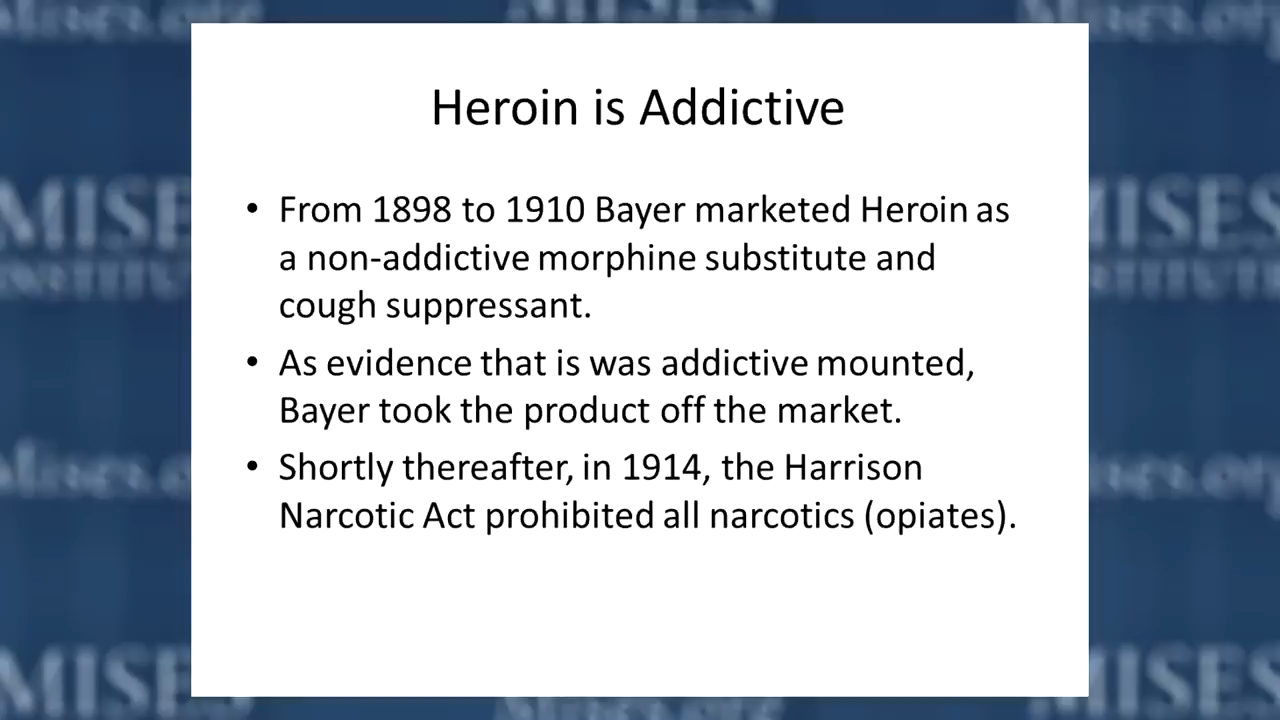 Mises.org
Heroin is Addictive
• From 1898 to 1910 Bayer marketed Heroin as
a non-addictive morphine substitute and
cough suppressant.
• As evidence that is was addictive mounted,
Bayer took the product off the market.
• Shortly thereafter, in 1914, the Harrison
Narcotic Act prohibited all narcotics (opiates).